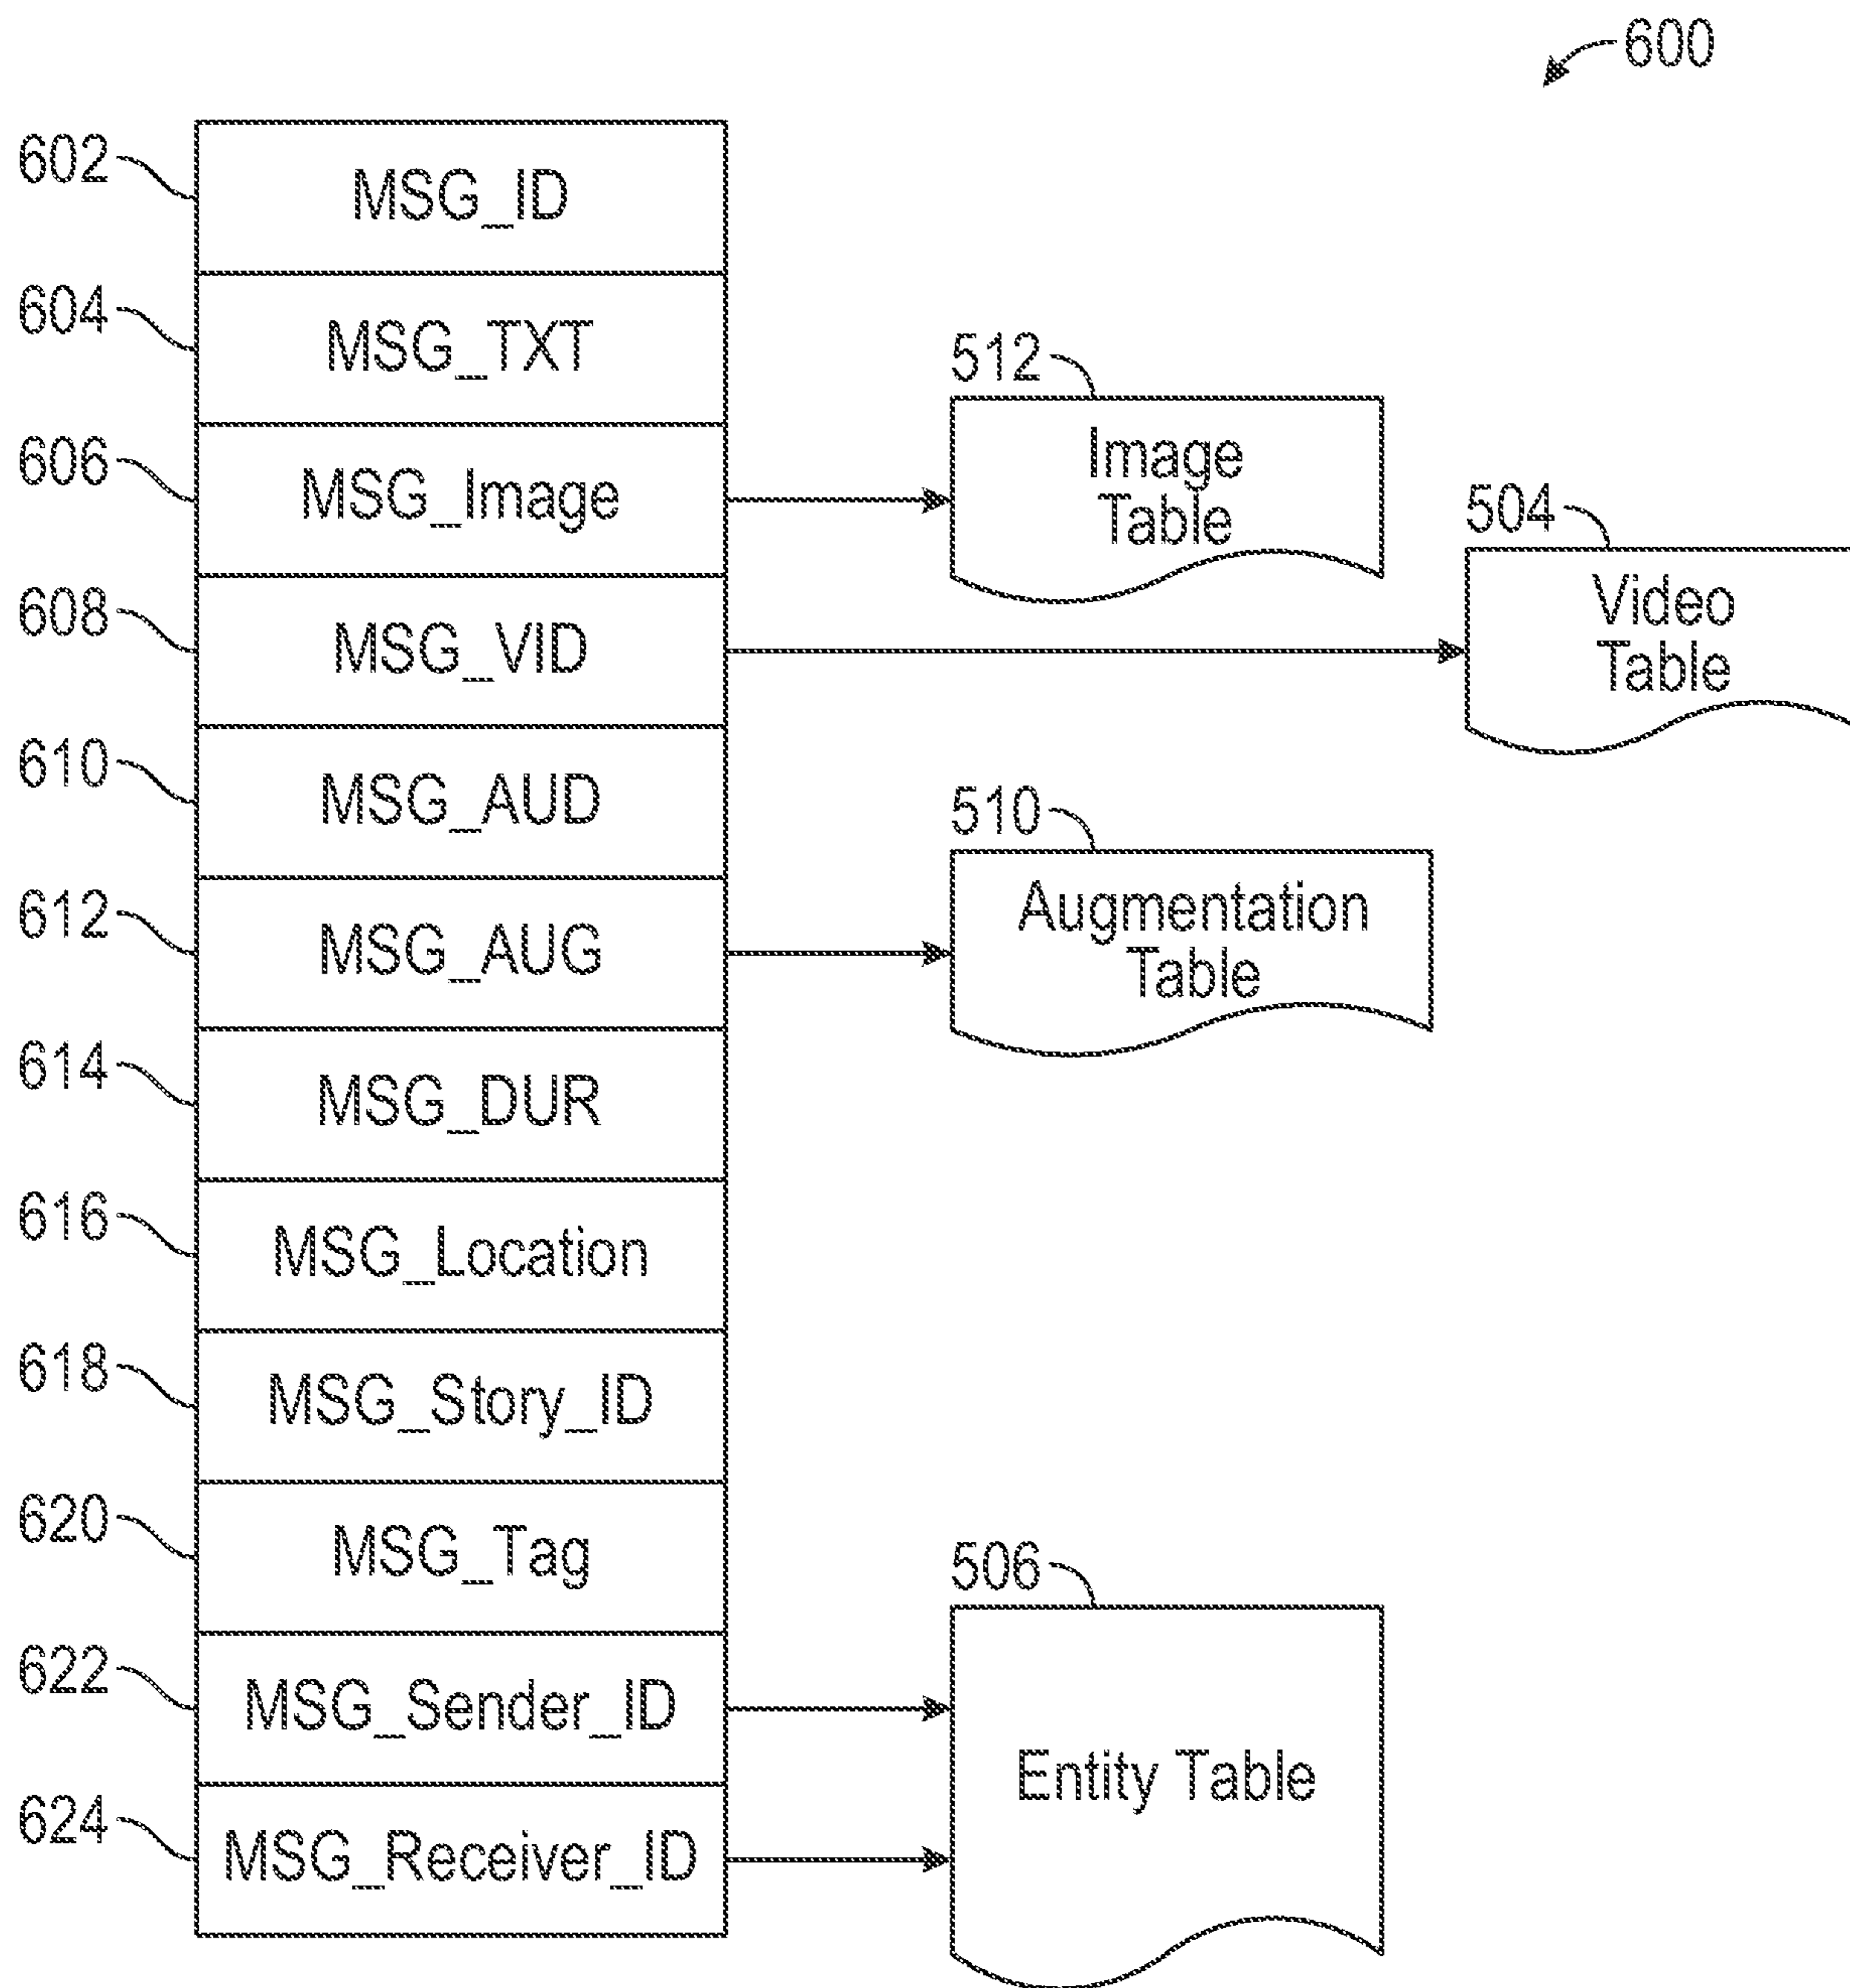 600
602
MSG_ID
604
MSG_TXT
512
606
MSG_Image
Image
Table
504
608
MSG_VID
Video
Table
610
MSG_AUD
510
612
MSG_AUG
Augmentation
Table
614
MSG_DUR
616
MSG_Location
618
MSG_Story_ID
620
MSG_Tag
506
622
MSG_Sender_ID
Entity Table
624
MSG_Receiver_ID